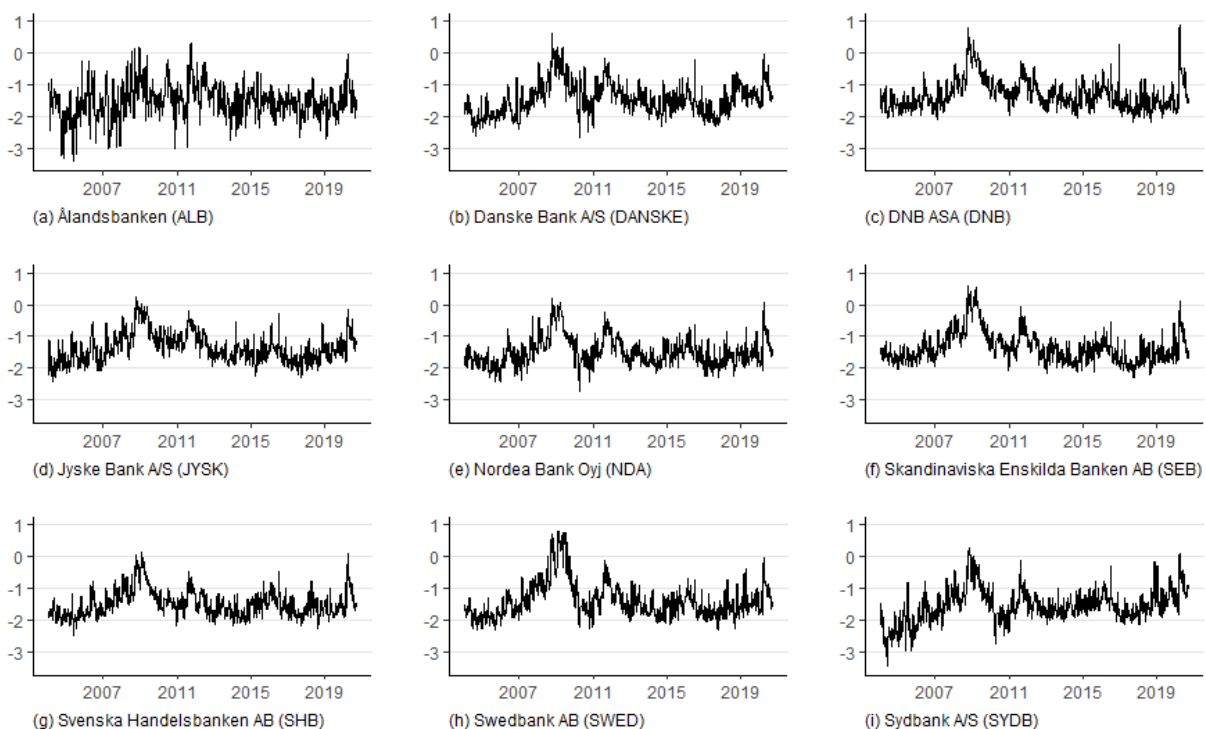 1 1 1
0 0 0
-1 -1 -1
-2 -2 -2
-3 -3 -3
2007 2011 2015 2019 2007 2011 2015 2019 2007 2011 2015 2019
(a) Ålandsbanken (ALB) (b) Danske Bank A/S (DANSKE) (c) DNB ASA (DNB)
1 1 1
0 0 0
-1 -1 -1
-2 -2 -2
-3 -3 -3
2007 2011 2015 2019 2007 2011 2015 2019 2007 2011 2015 2019
(d) Jyske Bank A/S (JYSK) (e) Nordea Bank Oyj (NDA) (f) Skandinaviska Enskilda Banken AB (SEB)
1 1 1
0 0 0
-1 -1 -1
-2 -2 -2
-3 -3 -3
2007 2011 2015 2019 2007 2011 2015 2019 2007 2011 2015 2019
(g) Svenska Handelsbanken AB (SHB) (h) Swedbank AB (SWED) (i) Sydbank A/S (SYDB)